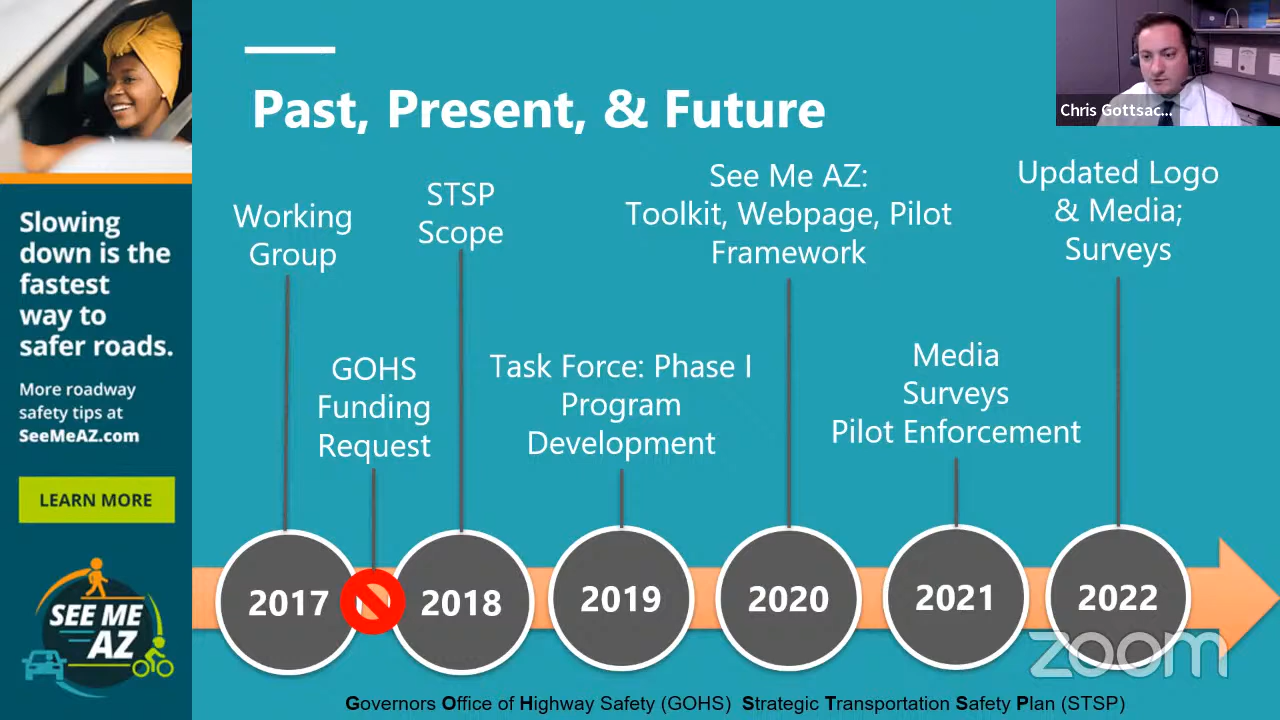 Past, Present, & Future
Chris Gottsac...
Slowing
down is the
fastest
way to
safer roads.
More roadway
safety tips at
SeeMeAZ.com
LEARN MORE
SEE ME
AZ
Working
Group
GOHS
Funding
Request
STSP
Scope
Task Force: Phase I
Program
Development
See Me AZ:
Toolkit, Webpage, Pilot
Framework
Media
Surveys
Pilot Enforcement
Updated Logo
& Media;
Surveys
2017
2018
2019
2020
2021
2022
zoom
Governors Office of Highway Safety (GOHS) Strategic Transportation Safety Plan (STSP)